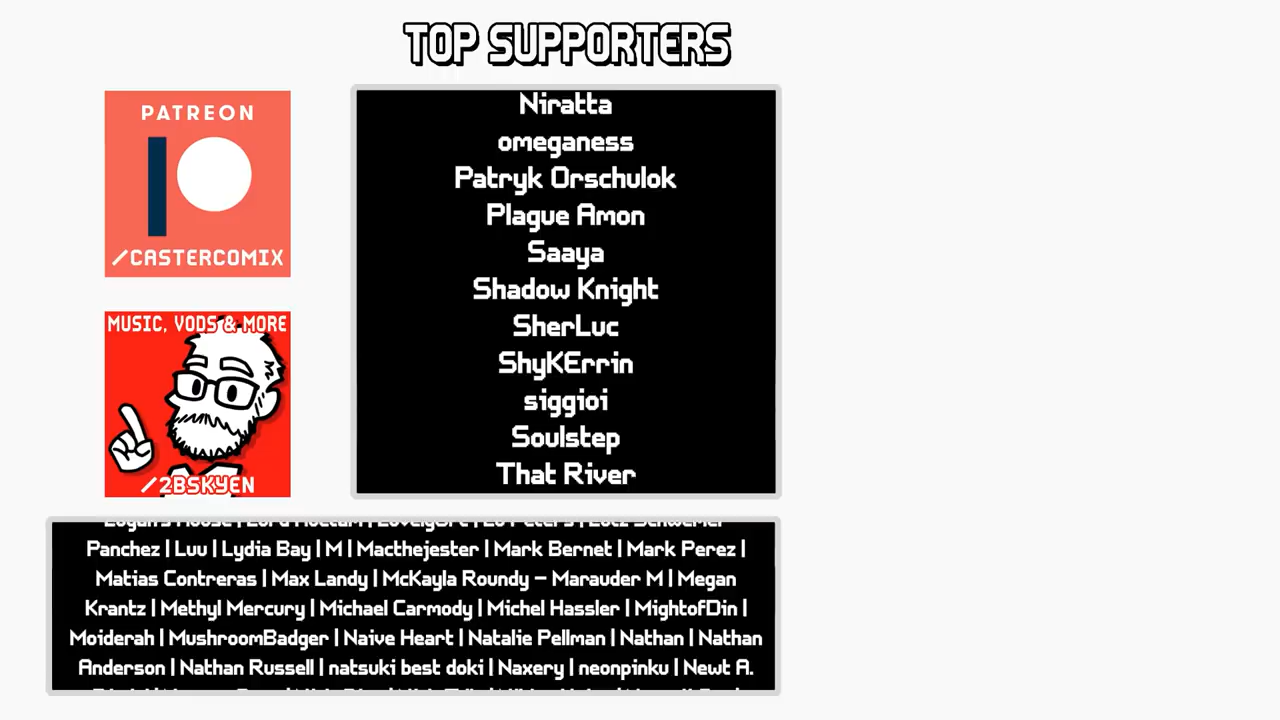 TOP SUPPORTERS
PATREON
/CASTERCOMIX
MUSIC, VODS & MORE
/2BSKYEN
Niratta
omeganess
Patryk Orschulok
Plague Amon
Saaya
Shadow Knight
SherLuc
ShyKErrin
siggioi
Soulstep
That River
Panchez | Luu | Lydia Bay | M | Macthejester | Mark Bernet | Mark Perez |
Matias Contreras | Max Landy | McKayla Roundy – Marauder M | Megan
Krantz | Methyl Mercury | Michael Carmody | Michel Hassler | MightofDin |
Moiderah | MushroomBadger | Naive Heart | Natalie Pellman | Nathan | Nathan
Anderson | Nathan Russell | natsuki best doki | Naxery | neonpinku | Newt A.